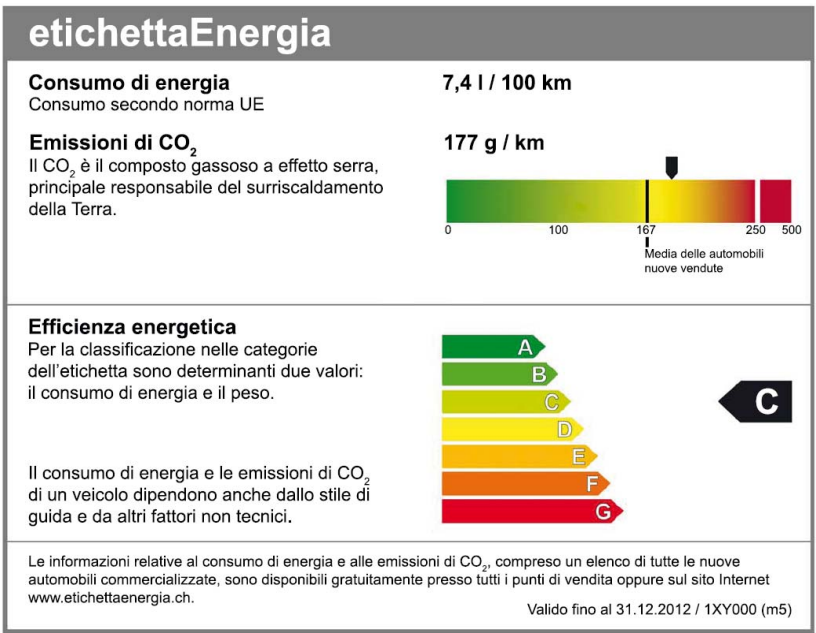 etichettaEnergia
Consumo di energia
7,4 l / 100 km
Consumo secondo norma UE
Emissioni di CO₂
177 g / km
Il CO₂ è il composto gassoso a effetto serra,
principale responsabile del surriscaldamento
della Terra.
0 100 167 250 500
Media delle automobili
nuove vendute
Efficienza energetica
Per la classificazione nelle categorie
dell'etichetta sono determinanti due valori:
il consumo di energia e il peso.
A
B
C
D
E
F
G
C
Il consumo di energia e le emissioni di CO₂
di un veicolo dipendono anche dallo stile di
guida e da altri fattori non tecnici.
Le informazioni relative al consumo di energia e alle emissioni di CO₂, compreso un elenco di tutte le nuove
automobili commercializzate, sono disponibili gratuitamente presso tutti i punti di vendita oppure sul sito Internet
www.etichettaenergia.ch.
Valido fino al 31.12.2012 / 1XY000 (m5)